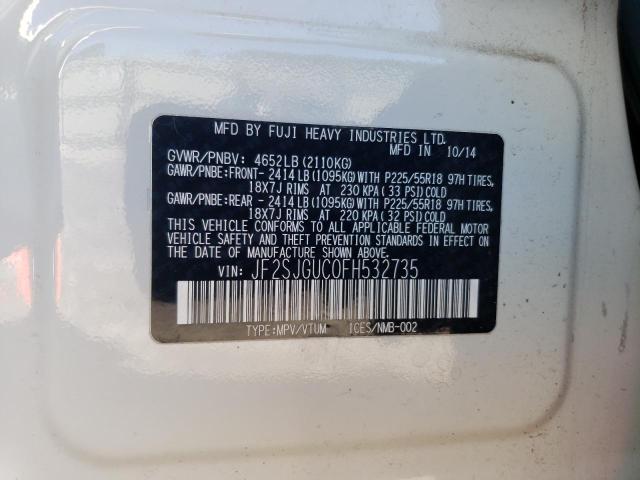 MFD BY FUJI HEAVY INDUSTRIES LTD.
MFD IN 10/14
GVWR/PNBV: 4652LB (2110KG)
GAWR/PNBE:FRONT- 2414 LB (1095KG) WITH P225/55R18 97H TIRES,
18X7J RIMS AT 230 KPA ( 33 PSI) COLD
GAWR/PNBE:REAR - 2414 LB (1095KG) WITH P225/55R18 97H TIRES,
18X7J RIMS AT 220 KPA ( 32 PSI) COLD
THIS VEHICLE CONFORMS TO ALL APPLICABLE FEDERAL MOTOR
VEHICLE SAFETY AND THEFT PREVENTION STANDARDS IN EFFECT ON
THE DATE OF MANUFACTURE SHOWN ABOVE.
VIN: JF2SJGUC0FH532735
TYPE:MPV/VTUM ICES/NMB-002